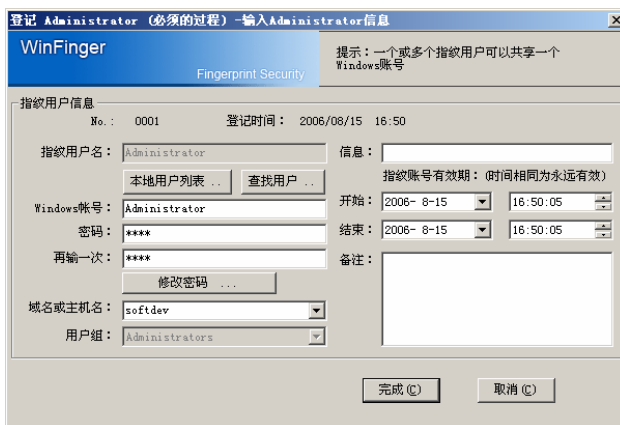 登记 Administrator (必须的过程) -输入Administrator信息
WinFinger
Fingerprint Security
提示：一个或多个指纹用户可以共享一个
Windows账号
指纹用户信息
No.： 0001 登记时间： 2006/08/15 16:50
指纹用户名： Administrator 信息：
本地用户列表 .. 查找用户 .. 指纹账号有效期：(时间相同为永远有效)
Windows帐号： Administrator 开始： 2006- 8-15 16:50:05
密码： **** 结束： 2006- 8-15 16:50:05
再输一次： **** 备注：
修改密码 ...
域名或主机名： softdev
用户组： Administrators
完成(C) 取消(C)